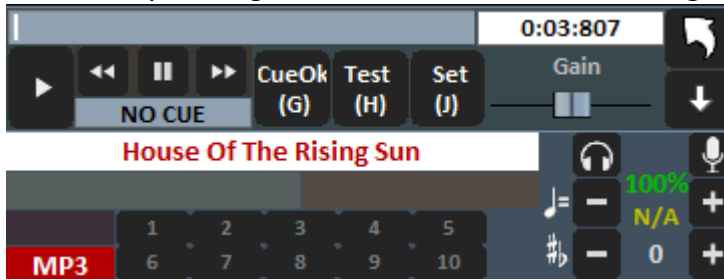 0:03:807
CueOk Test Set Gain
(G) (H) (J)
NO CUE
House Of The Rising Sun
100%
N/A
1 2 3 4 5
MP3 6 7 8 9 10 0